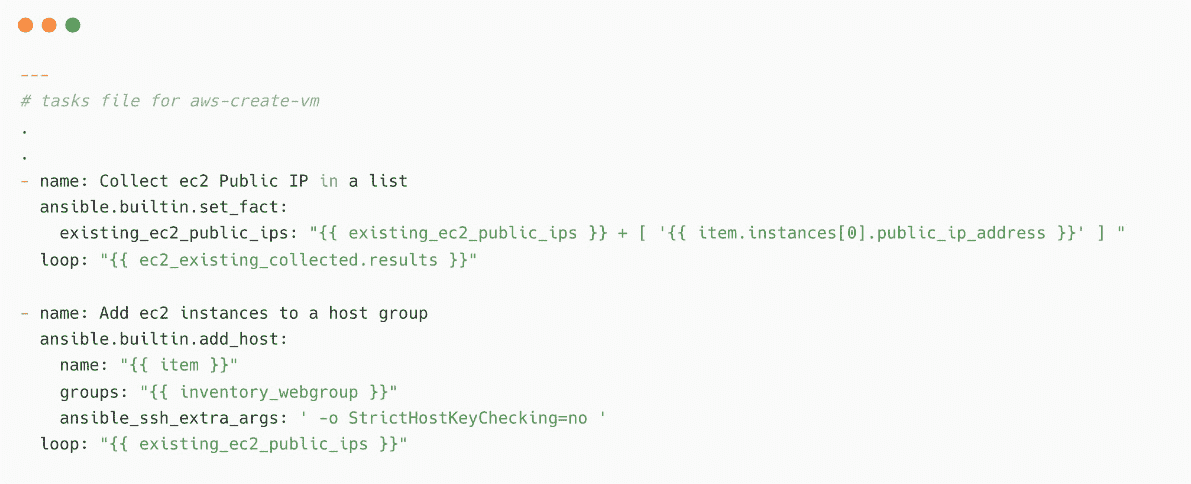 ---
# tasks file for aws-create-vm
.
.
- name: Collect ec2 Public IP in a list
  ansible.builtin.set_fact:
    existing_ec2_public_ips: "{{ existing_ec2_public_ips }} + [ '{{ item.instances[0].public_ip_address }}' ] "
  loop: "{{ ec2_existing_collected.results }}"

- name: Add ec2 instances to a host group
  ansible.builtin.add_host:
    name: "{{ item }}"
    groups: "{{ inventory_webgroup }}"
    ansible_ssh_extra_args: ' -o StrictHostKeyChecking=no '
  loop: "{{ existing_ec2_public_ips }}"